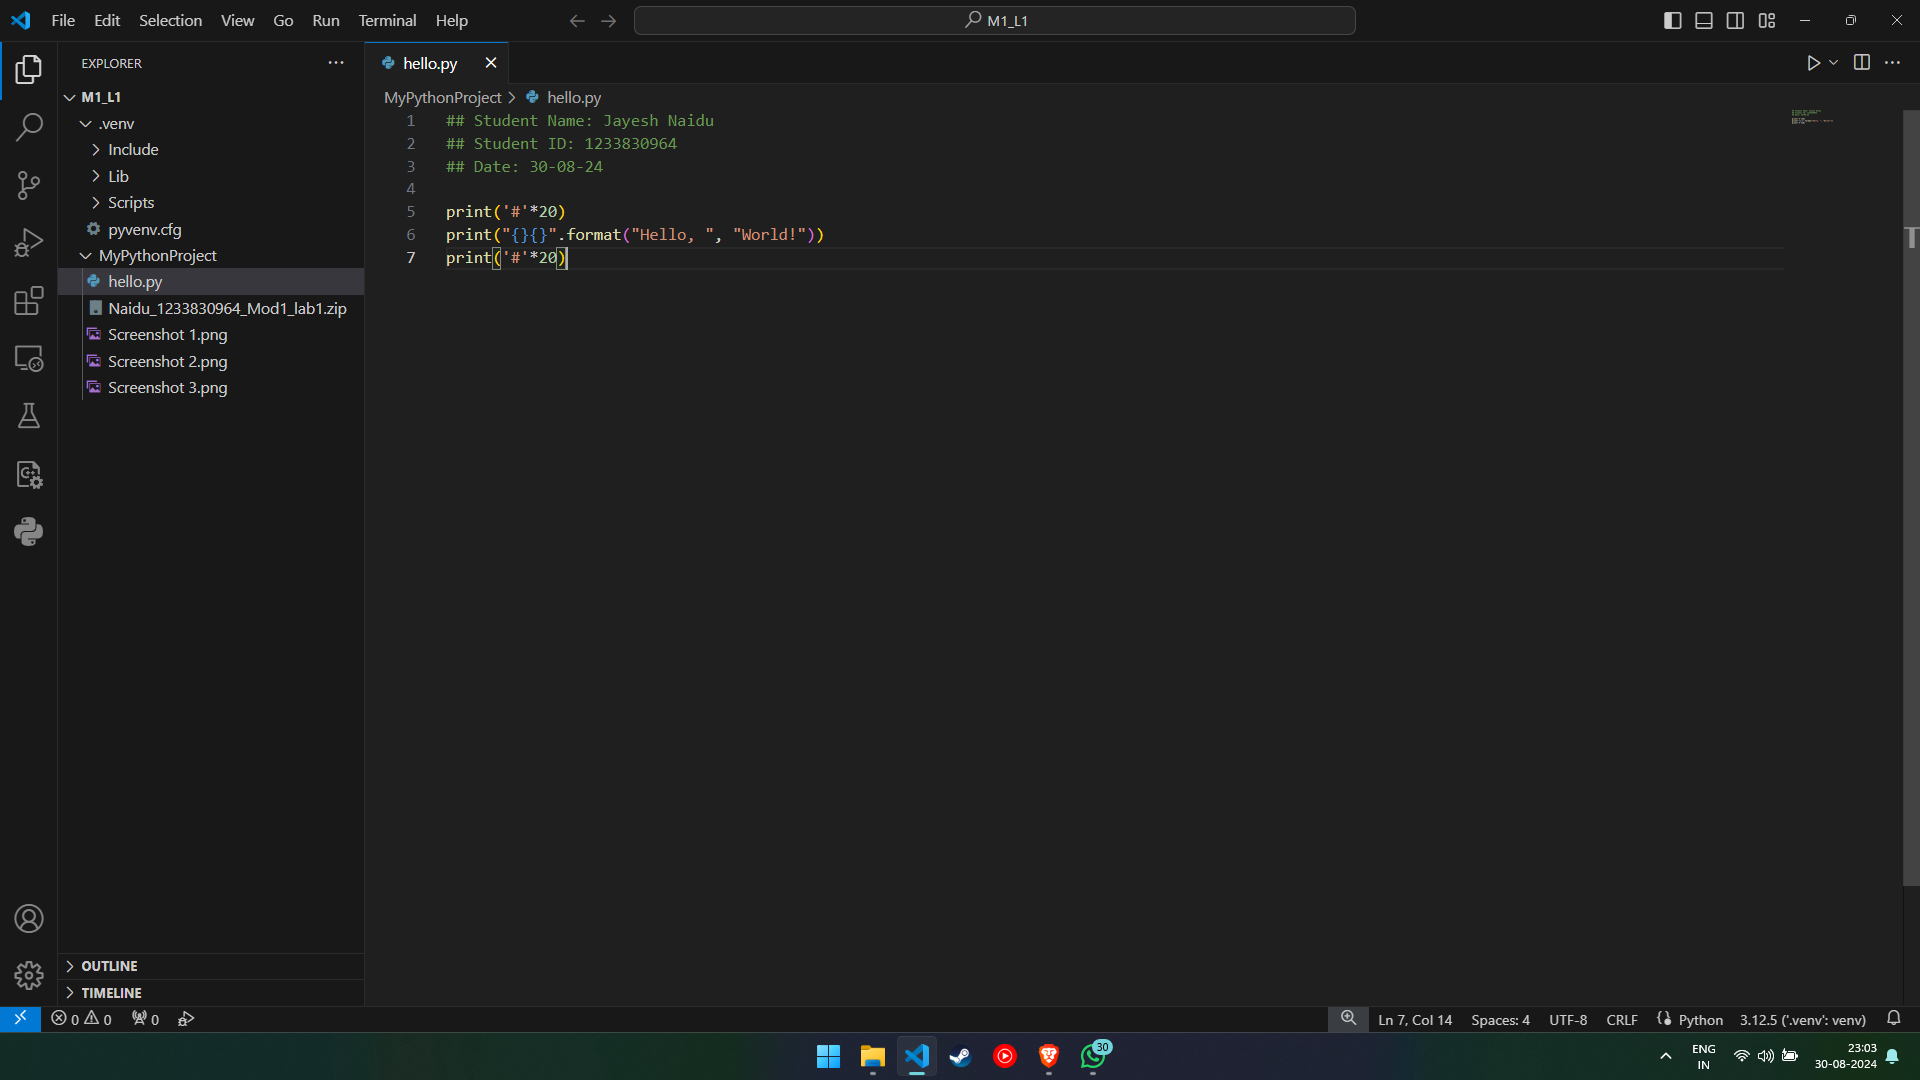 File Edit Selection View Go Run Terminal Help
M1_L1
EXPLORER
M1_L1
.venv
Include
Lib
Scripts
pyvenv.cfg
MyPythonProject
hello.py
Naidu_1233830964_Mod1_lab1.zip
Screenshot 1.png
Screenshot 2.png
Screenshot 3.png
OUTLINE
TIMELINE
hello.py
MyPythonProject > hello.py
1 ## Student Name: Jayesh Naidu
2 ## Student ID: 1233830964
3 ## Date: 30-08-24
4
5 print('#'*20)
6 print("{}{}".format("Hello, ", "World!"))
7 print('#'*20)
0 0 0
Ln 7, Col 14 Spaces: 4 UTF-8 CRLF Python 3.12.5 ('.venv': venv)
30
ENG
IN
23:03
30-08-2024